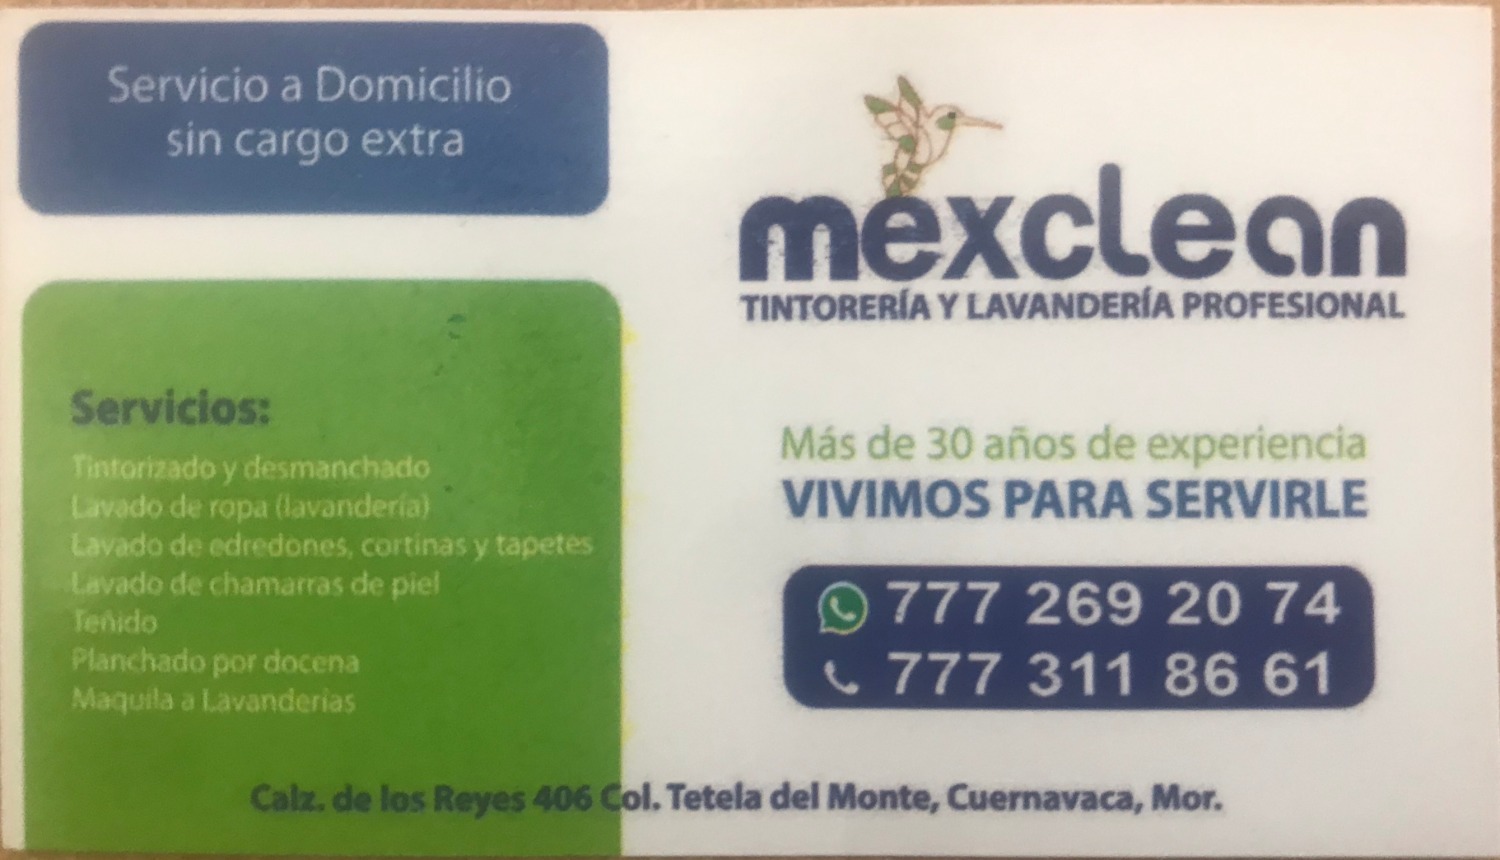 Servicio a Domicilio
sin cargo extra
mexclean
TINTORERÍA Y LAVANDERÍA PROFESIONAL
Servicios:
Tintorizado y desmanchado
Lavado de ropa (lavandería)
Lavado de edredones, cortinas y tapetes
Lavado de chamarras de piel
Teñido
Planchado por docena
Maquila a Lavanderías
Más de 30 años de experiencia
VIVIMOS PARA SERVIRLE
777 269 20 74
777 311 86 61
Calz. de los Reyes 406 Col. Tetela del Monte, Cuernavaca, Mor.